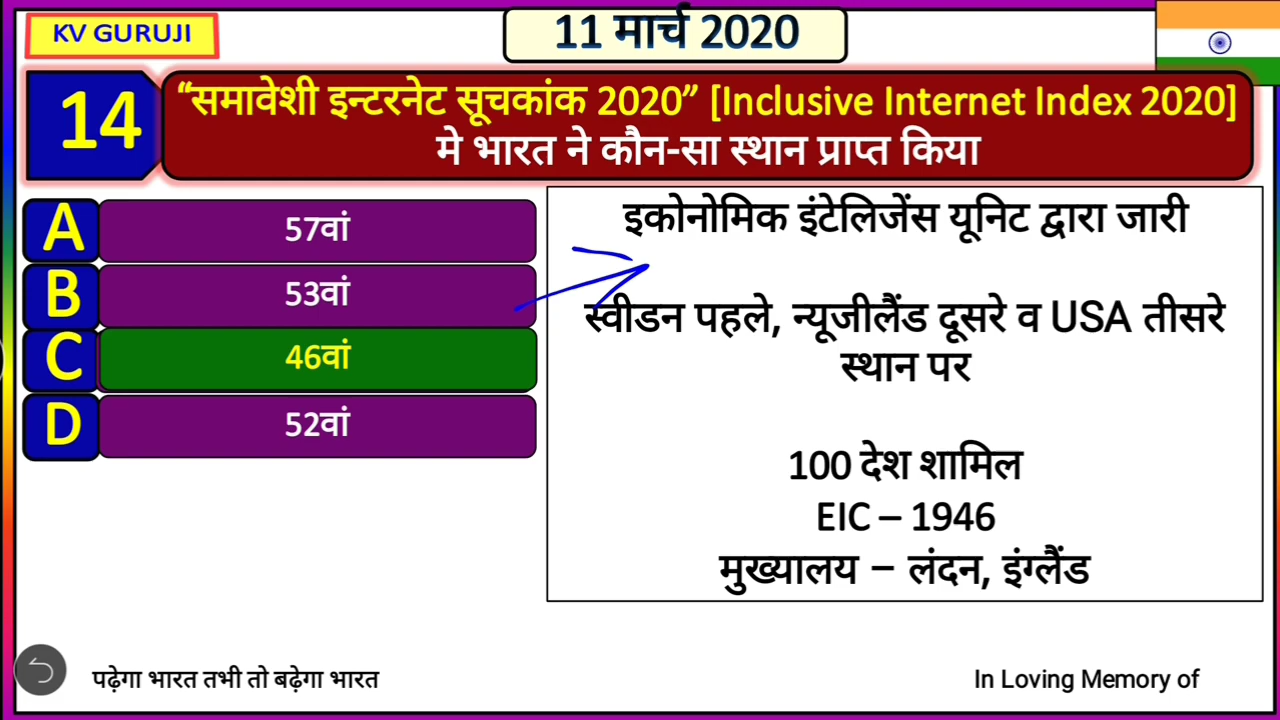 KV GURUJI
11 मार्च 2020
14
“समावेशी इन्टरनेट सूचकांक 2020” [Inclusive Internet Index 2020]
मे भारत ने कौन-सा स्थान प्राप्त किया
A 57वां
B 53वां
C 46वां
D 52वां
इकोनोमिक इंटेलिजेंस यूनिट द्वारा जारी
स्वीडन पहले, न्यूजीलैंड दूसरे व USA तीसरे
स्थान पर
100 देश शामिल
EIC – 1946
मुख्यालय – लंदन, इंग्लैंड
पढ़ेगा भारत तभी तो बढ़ेगा भारत
In Loving Memory of